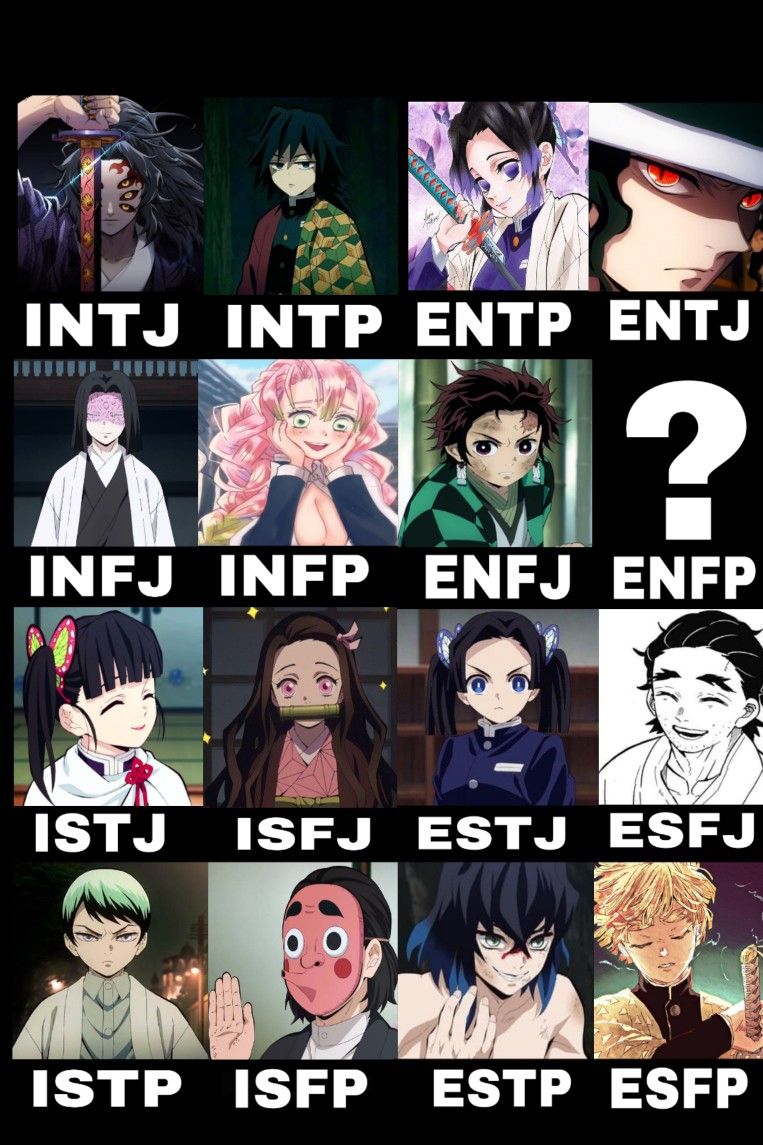 INTJ INTP ENTP ENTJ
?
INFJ INFP ENFJ ENFP
ISTJ ISFJ ESTJ ESFJ
ISTP ISFP ESTP ESFP